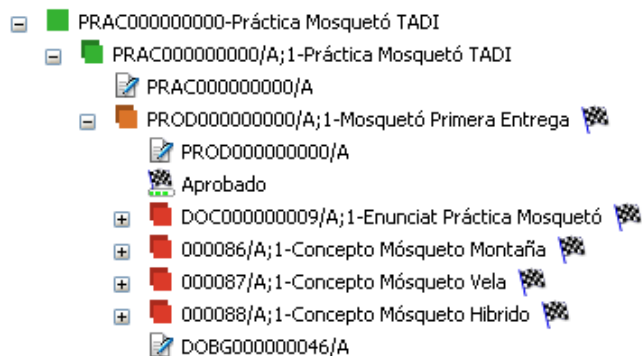 PRAC000000000-Práctica Mosquetó TADI
PRAC000000000/A;1-Práctica Mosquetó TADI
PRAC000000000/A
PROD000000000/A;1-Mosquetó Primera Entrega
PROD000000000/A
Aprobado
DOC000000009/A;1-Enunciat Práctica Mosquetó
000086/A;1-Concepto Mósqueto Montaña
000087/A;1-Concepto Mósqueto Vela
000088/A;1-Concepto Mósqueto Hibrido
DOBG000000046/A